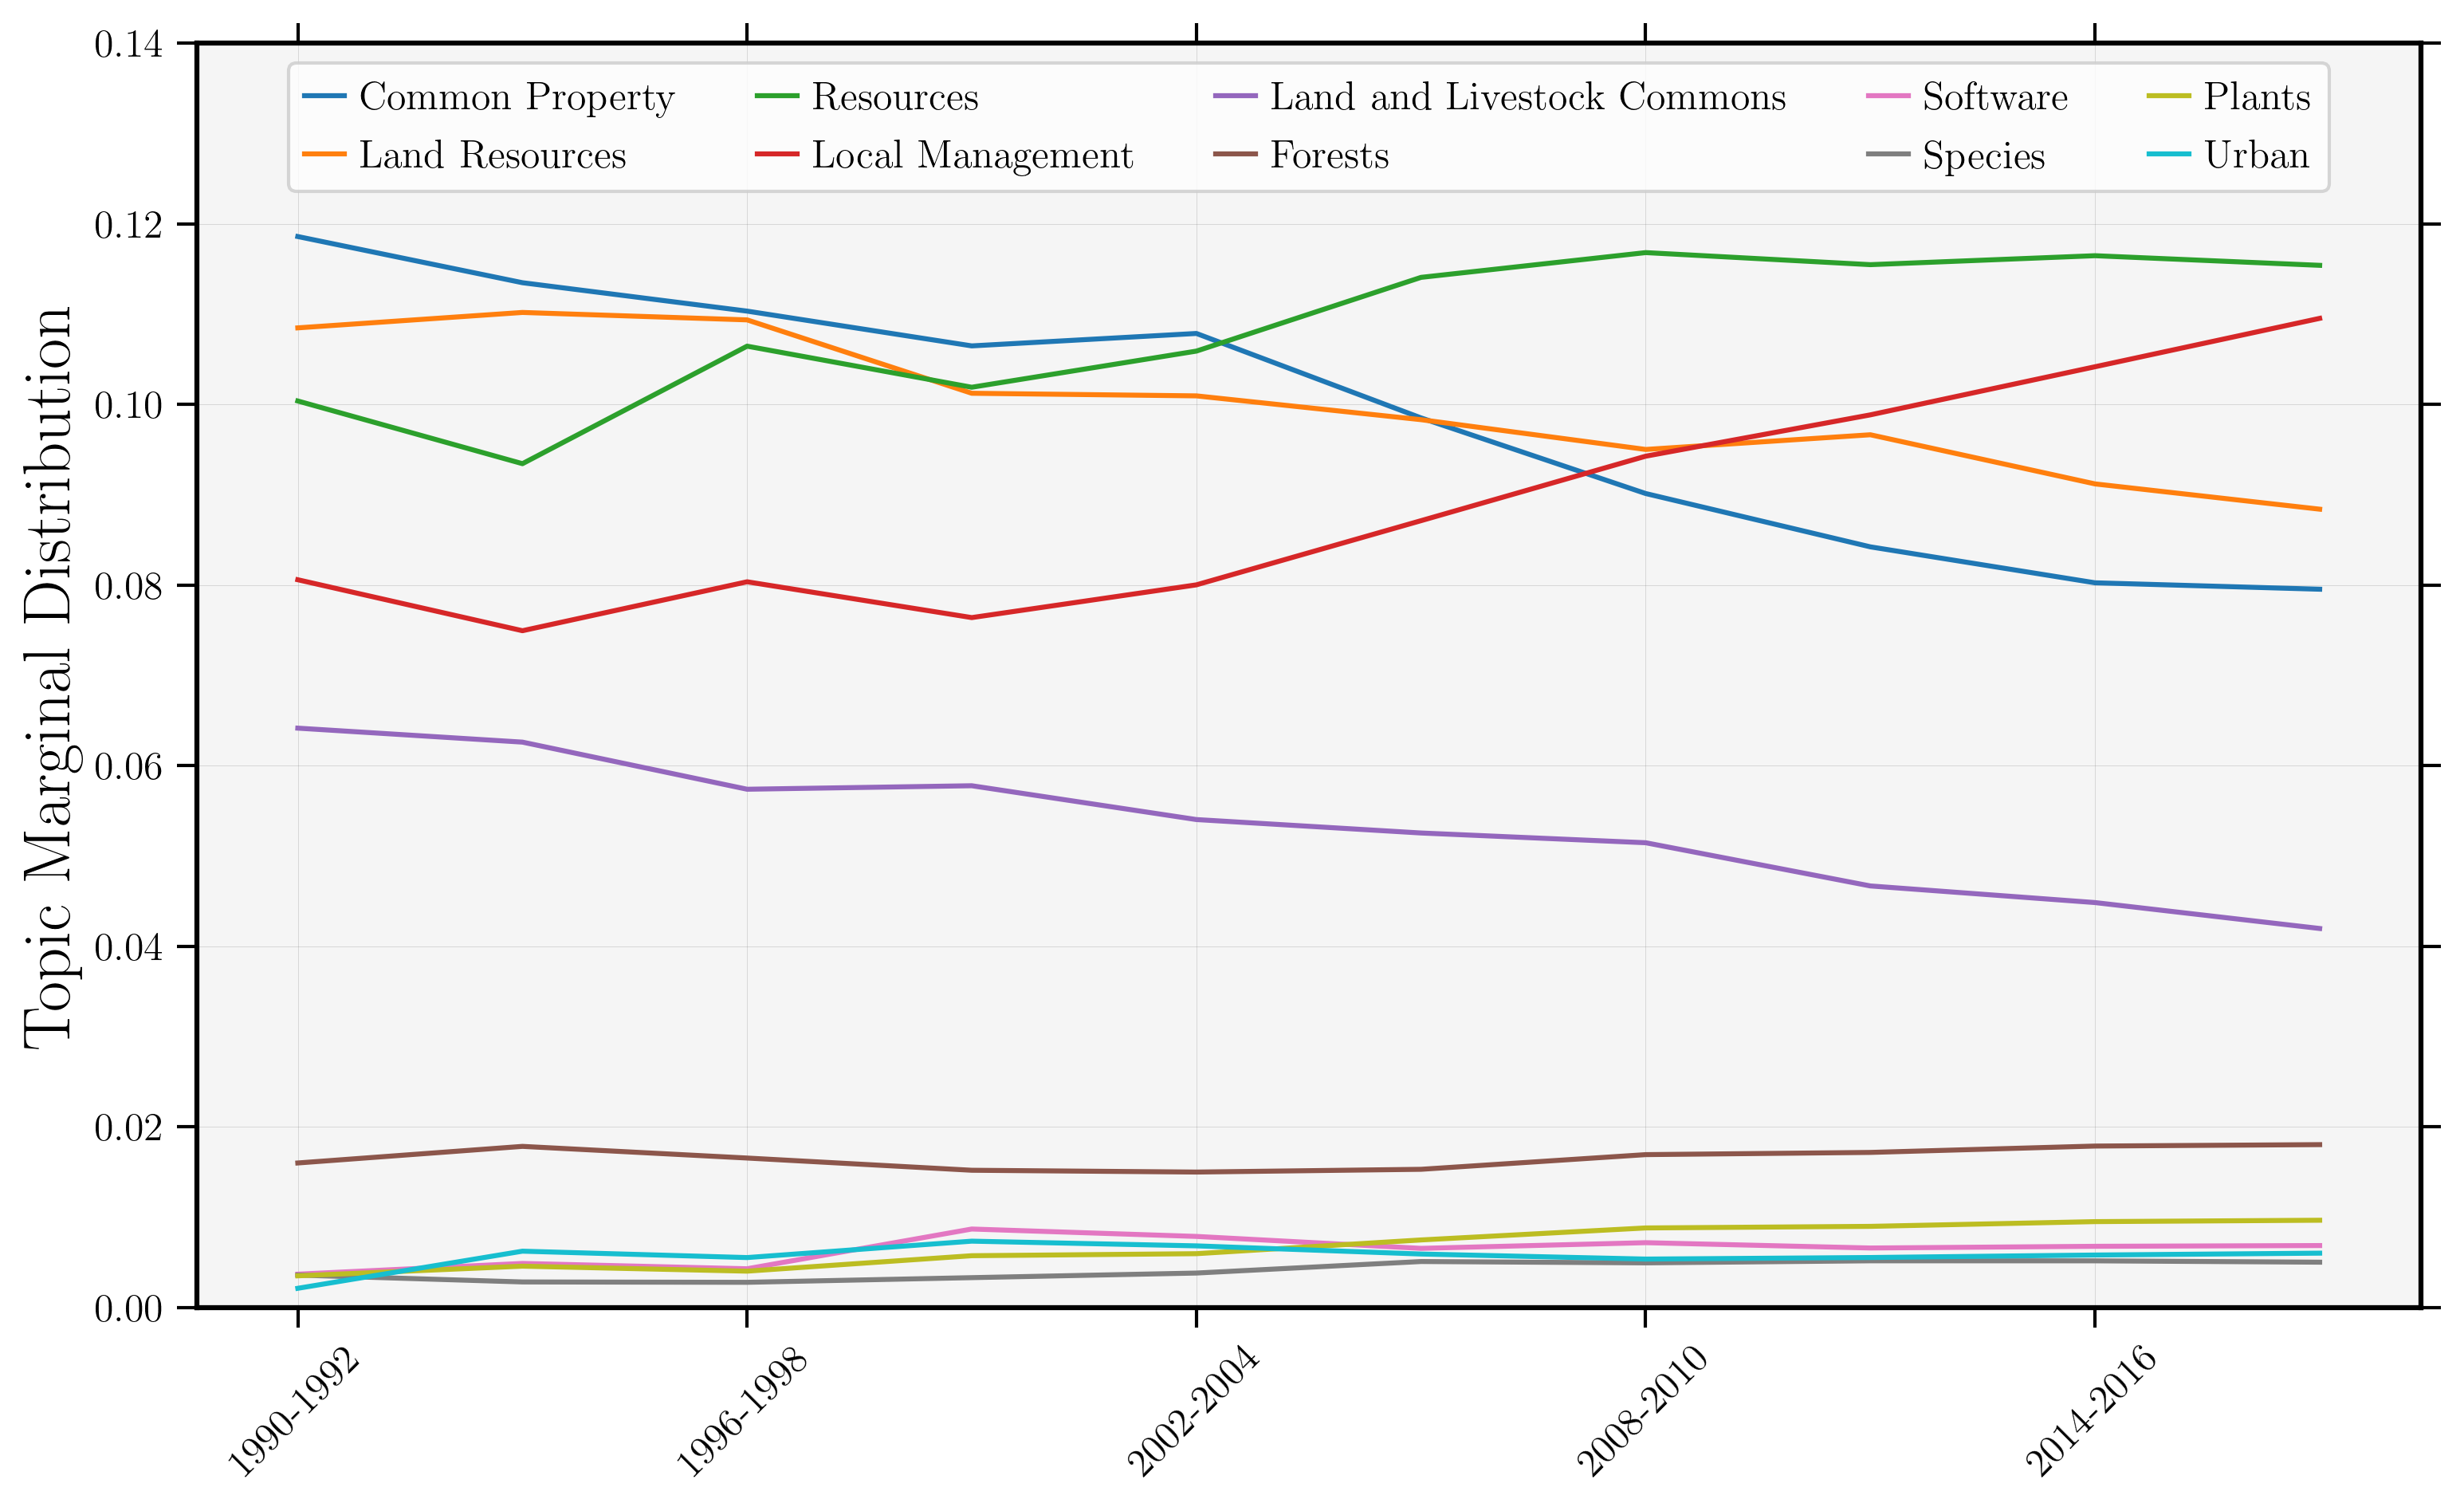 Common Property
Land Resources
Resources
Local Management
Land and Livestock Commons
Forests
Software
Species
Plants
Urban
Topic Marginal Distribution
0.14
0.12
0.10
0.08
0.06
0.04
0.02
0.00
1990-1992
1996-1998
2002-2004
2008-2010
2014-2016